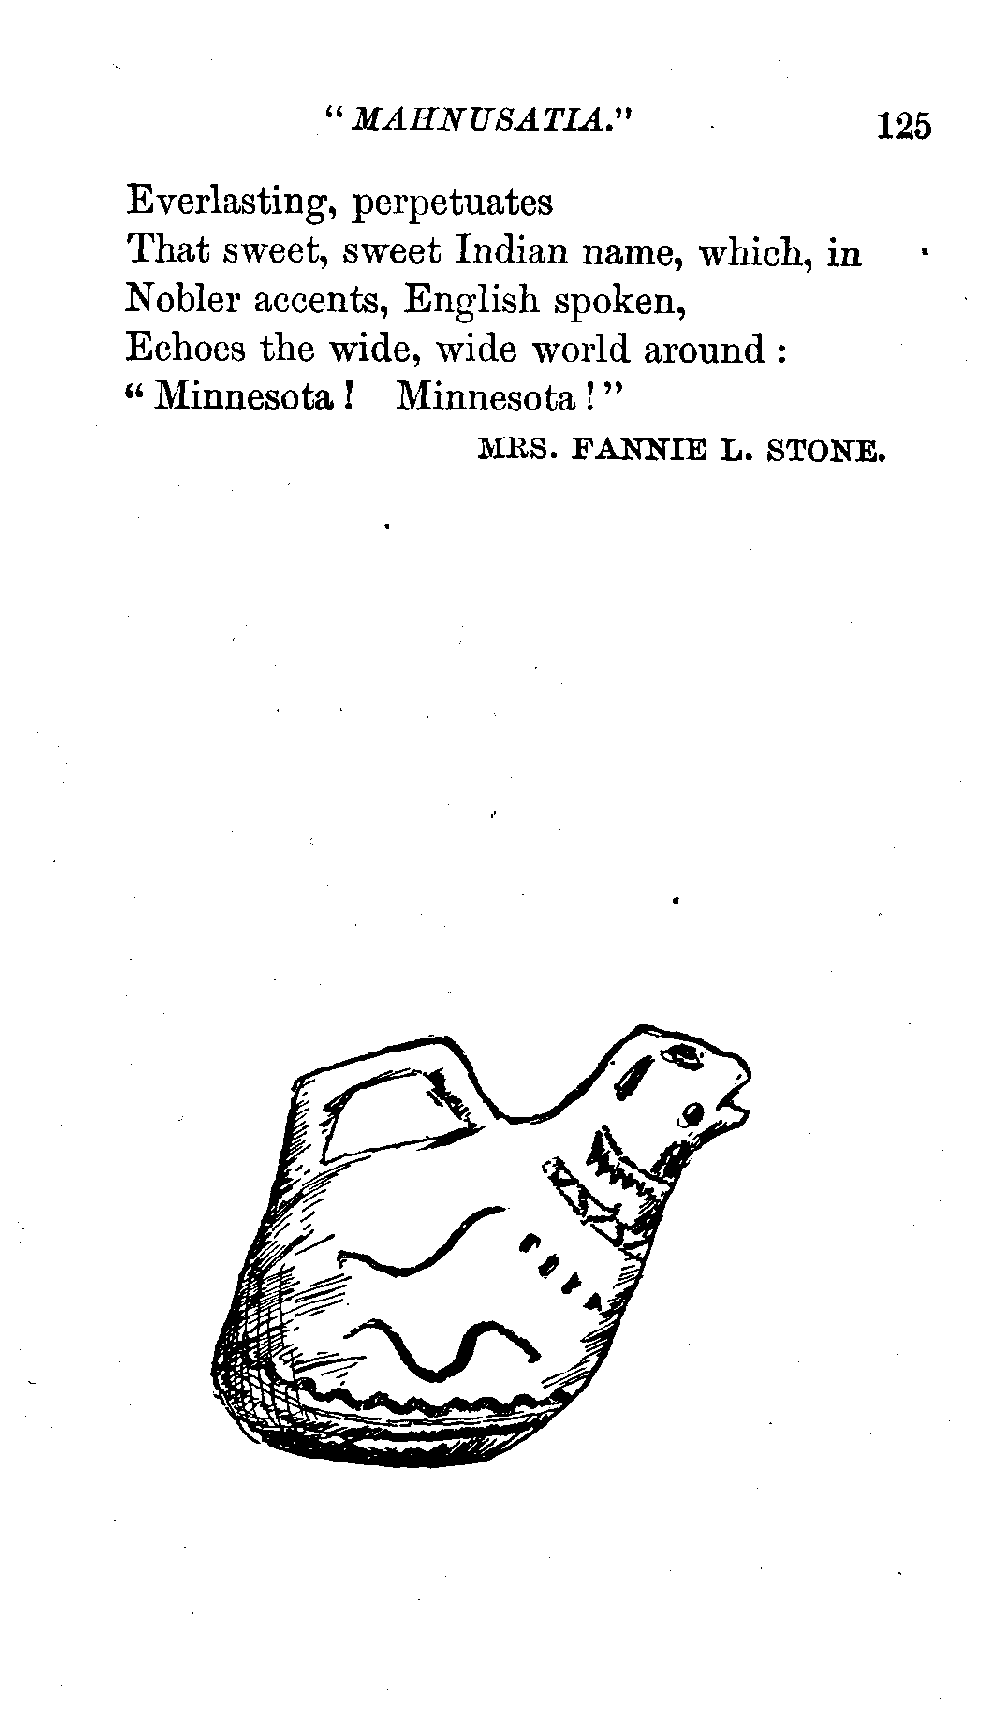 "MAHNUSATIA." 125
Everlasting, perpetuates
That sweet, sweet Indian name, which, in
Nobler accents, English spoken,
Echoes the wide, wide world around :
"Minnesota! Minnesota!"
MRS. FANNIE L. STONE.